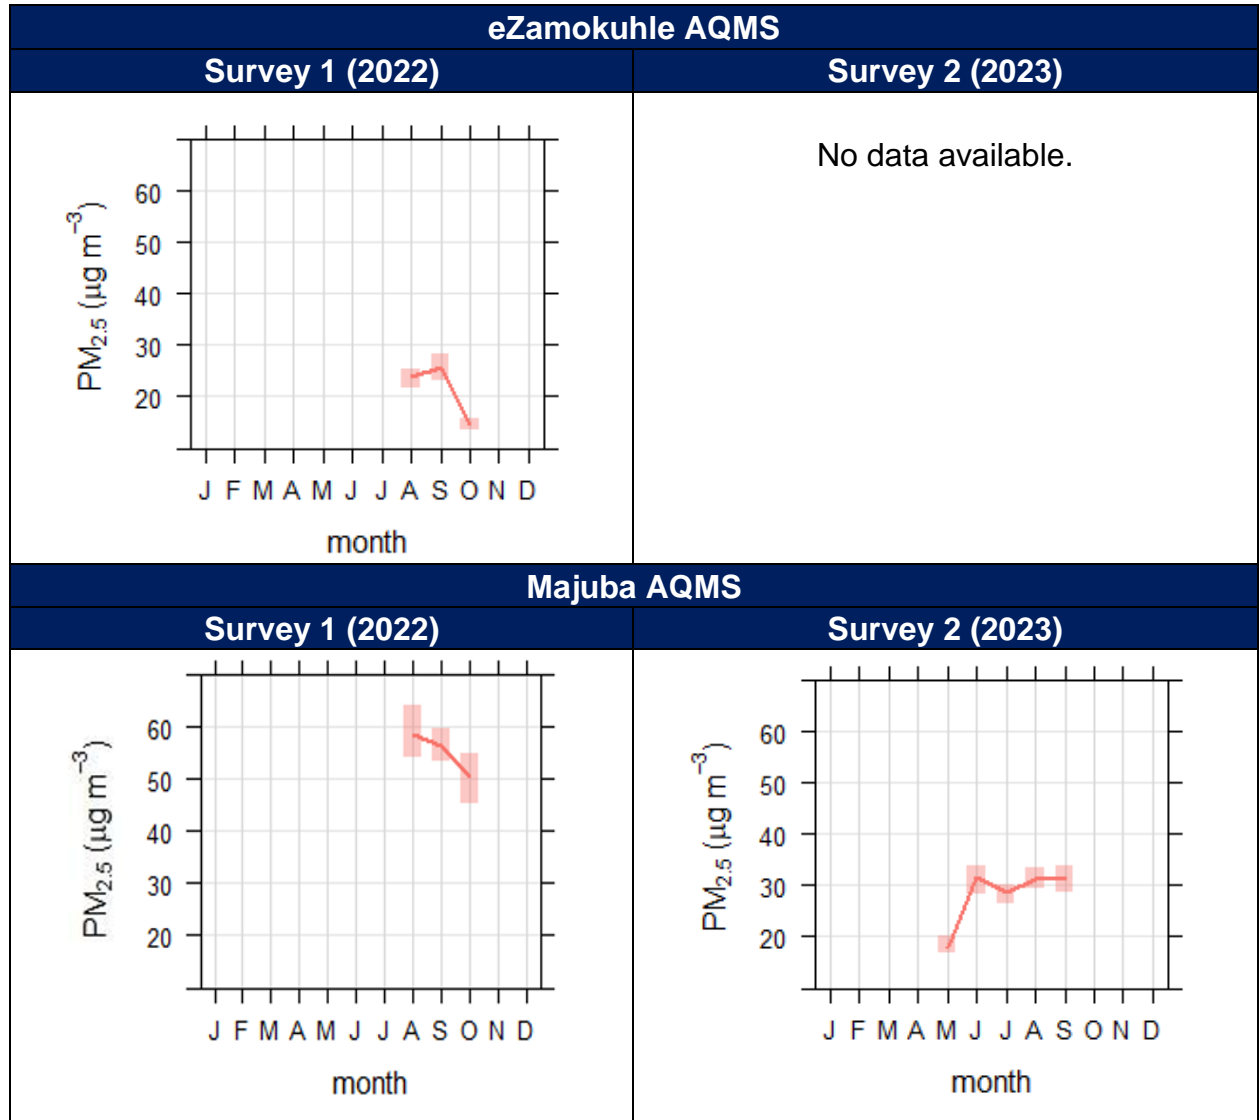 eZamokuhle AQMS
Survey 1 (2022)
Survey 2 (2023)
PM2.5 (μg m−3)
60
50
40
30
20
J F M A M J J A S O N D
month
No data available.
Majuba AQMS
Survey 1 (2022)
Survey 2 (2023)
PM2.5 (μg m−3)
60
50
40
30
20
J F M A M J J A S O N D
month
PM2.5 (μg m−3)
60
50
40
30
20
J F M A M J J A S O N D
month